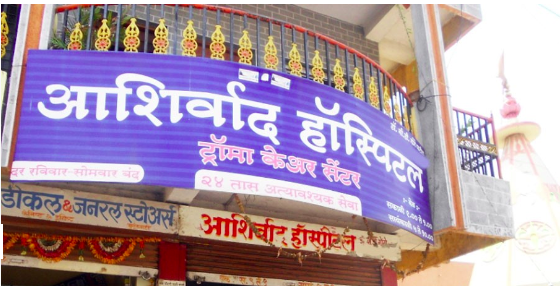 आशिर्वाद हॉस्पिटल
ट्रॉमा केअर सेंटर
२४ तास अत्यावश्यक सेवा
दर रविवार-सोमवार बंद
डीकल & जनरल स्टोअर्स
आशिर्वाद हॉस्पीटल